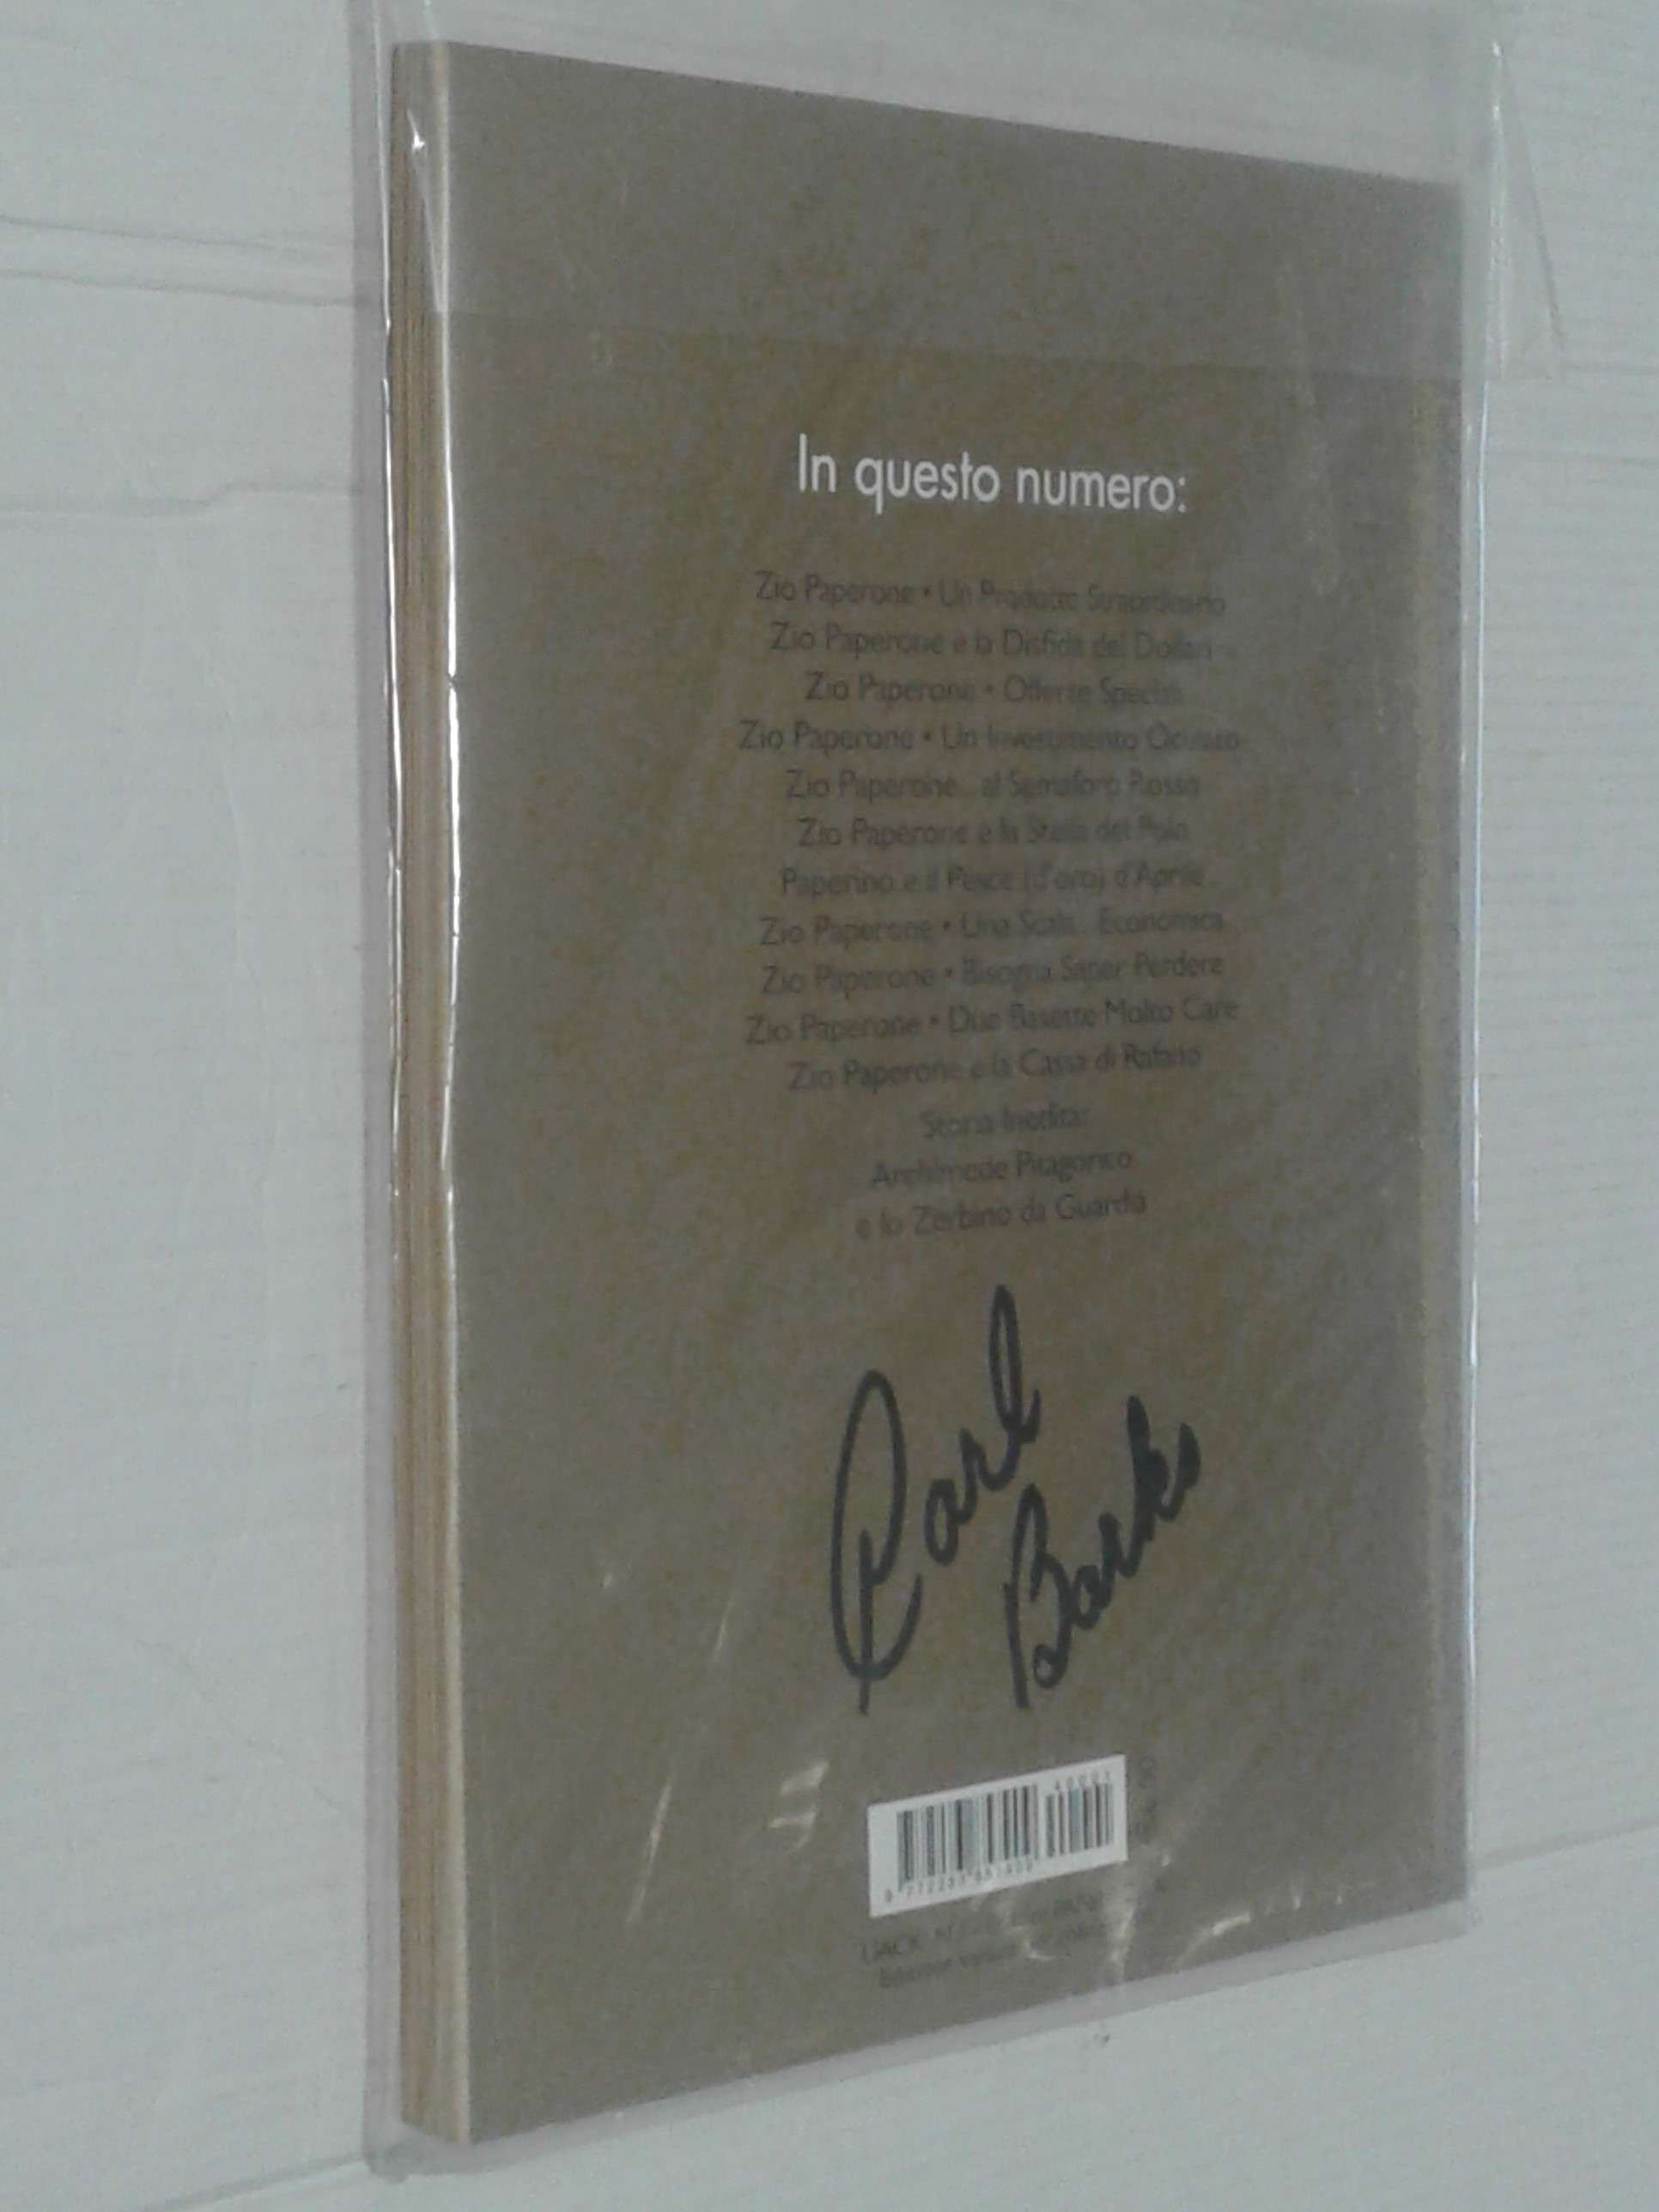 In questo numero:
Zio Paperone • Un Prodotto Straordinario
Zio Paperone e la Disfida dei Dollari
Zio Paperone • Offerte Speciali
Zio Paperone • Un Investimento Oculato
Zio Paperone... al Semaforo Rosso
Zio Paperone e la Stella del Polo
Paperino e il Pesce (d'oro) d'Aprile
Zio Paperone • Una Scala... Economica
Zio Paperone • Bisogna Saper Perdere
Zio Paperone • Due Basette Molto Care
Zio Paperone e la Cassa di Rafano
Storia Inedita:
Archimede Pitagorico
e lo Zerbino da Guardia
Carl
Barks